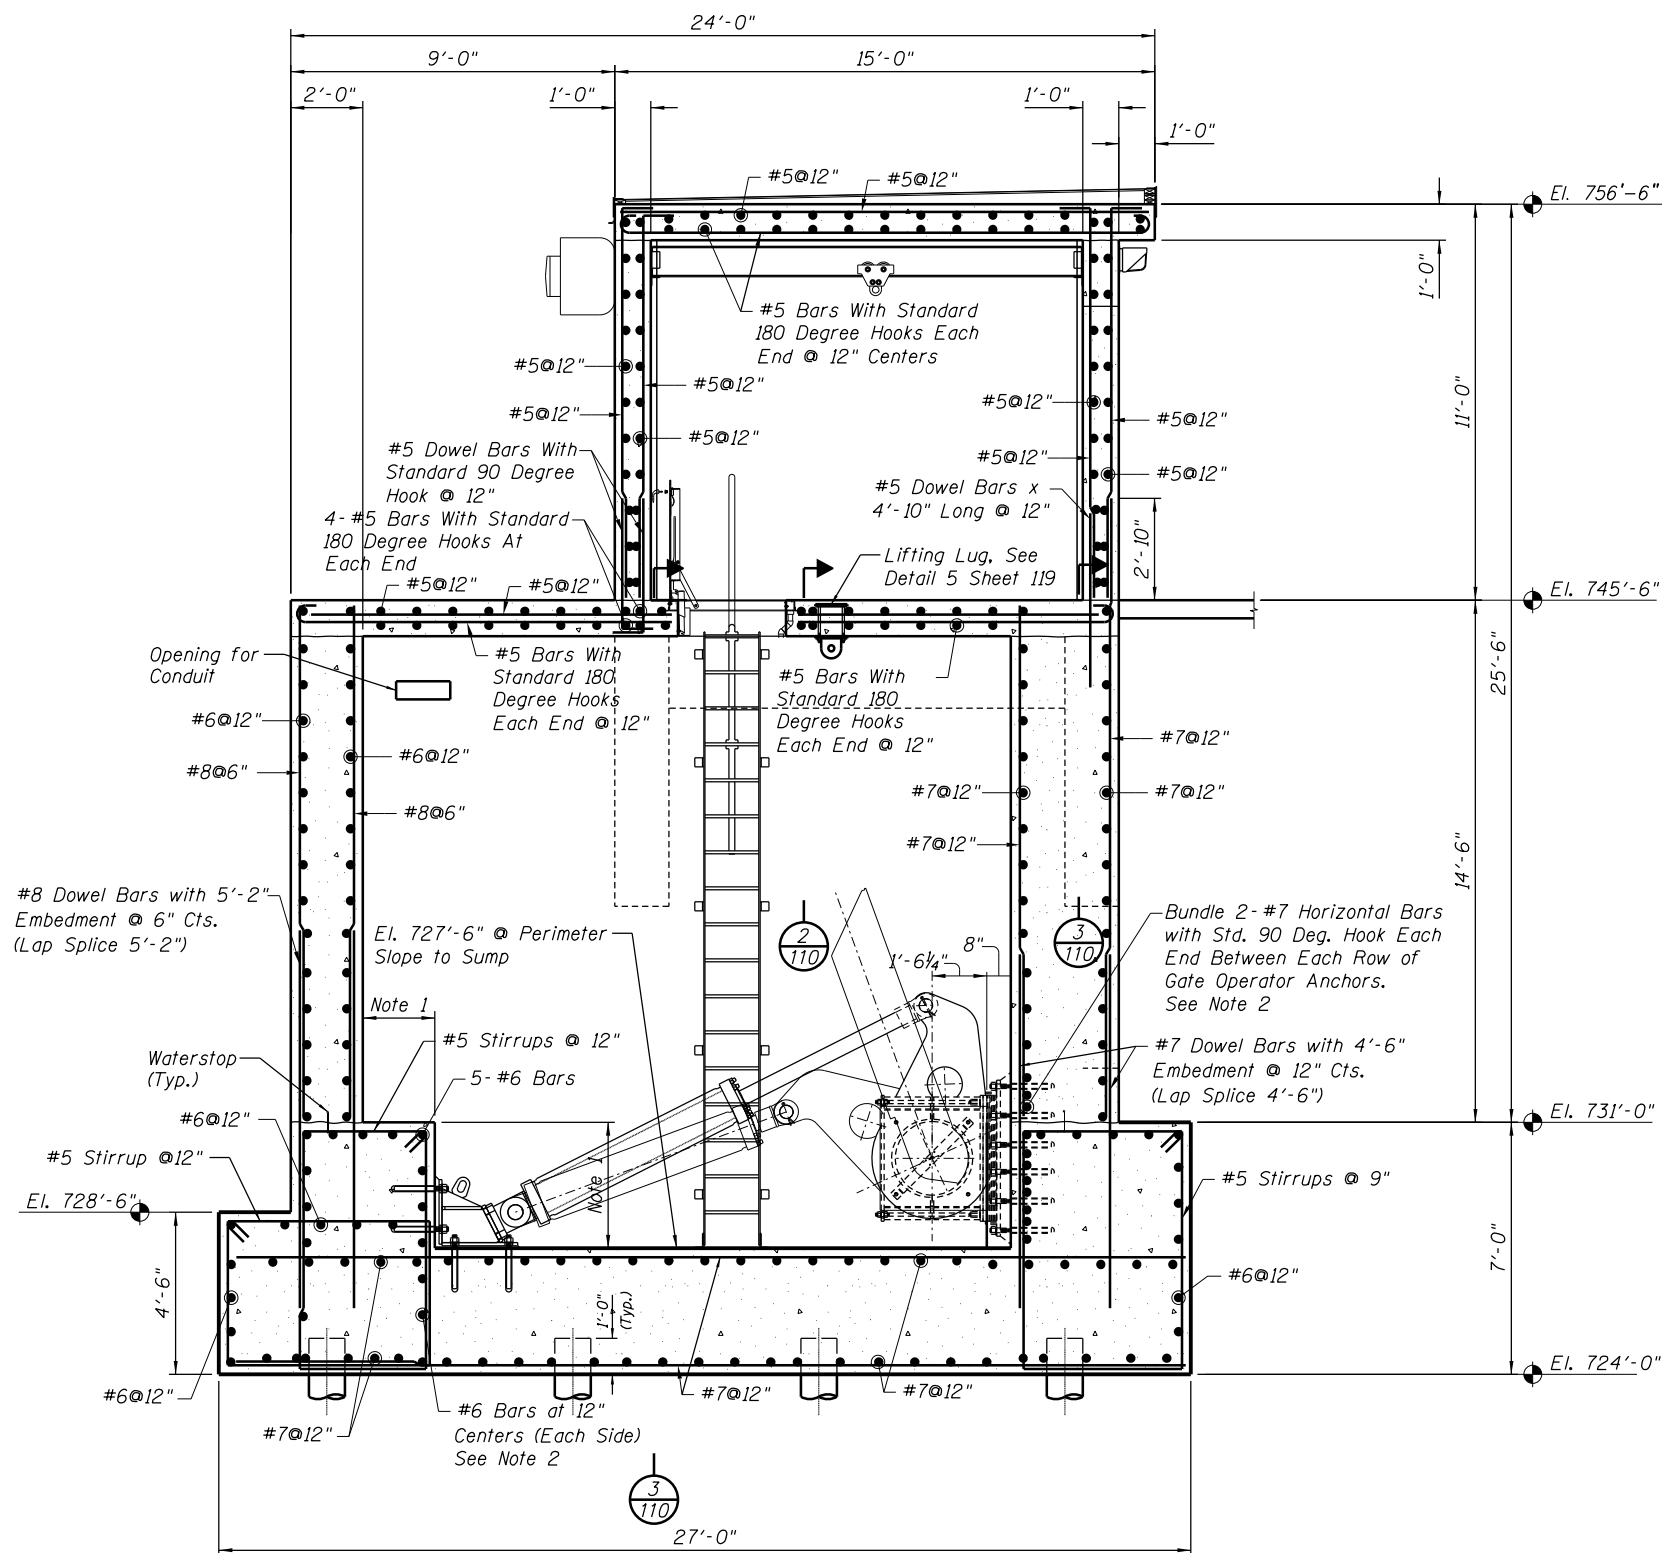 24'-0"
9'-0"
15'-0"
2'-0"
1'-0"
1'-0"
1'-0"
#5@12"
#5@12"
El. 756'-6"
1'-0"
#5 Bars With Standard
180 Degree Hooks Each
End @ 12" Centers
#5@12"
#5@12"
#5@12"
#5@12"
#5@12"
#5@12"
#5@12"
#5@12"
11'-0"
#5 Dowel Bars With
Standard 90 Degree
Hook @ 12"
4-#5 Bars With Standard
180 Degree Hooks At
Each End
#5 Dowel Bars x
4'-10" Long @ 12"
2'-10"
Lifting Lug, See
Detail 5 Sheet 119
#5@12"
#5@12"
El. 745'-6"
25'-6"
Opening for
Conduit
#5 Bars With
Standard 180
Degree Hooks
Each End @ 12"
#5 Bars With
Standard 180
Degree Hooks
Each End @ 12"
#6@12"
#6@12"
#8@6"
#8@6"
#7@12"
#7@12"
#7@12"
#7@12"
14'-6"
#8 Dowel Bars with 5'-2"
Embedment @ 6" Cts.
(Lap Splice 5'-2")
El. 727'-6" @ Perimeter
Slope to Sump
2
110
3
110
8"
1'-6¼"
Bundle 2-#7 Horizontal Bars
with Std. 90 Deg. Hook Each
End Between Each Row of
Gate Operator Anchors.
See Note 2
Note 1
#5 Stirrups @ 12"
5-#6 Bars
Waterstop
(Typ.)
#7 Dowel Bars with 4'-6"
Embedment @ 12" Cts.
(Lap Splice 4'-6")
#6@12"
El. 731'-0"
#5 Stirrup @12"
Note 1
#5 Stirrups @ 9"
El. 728'-6"
7'-0"
4'-6"
1'-0"
(Typ.)
#6@12"
El. 724'-0"
#6@12"
#7@12"
#7@12"
#7@12"
#6 Bars at 12"
Centers (Each Side)
See Note 2
3
110
27'-0"